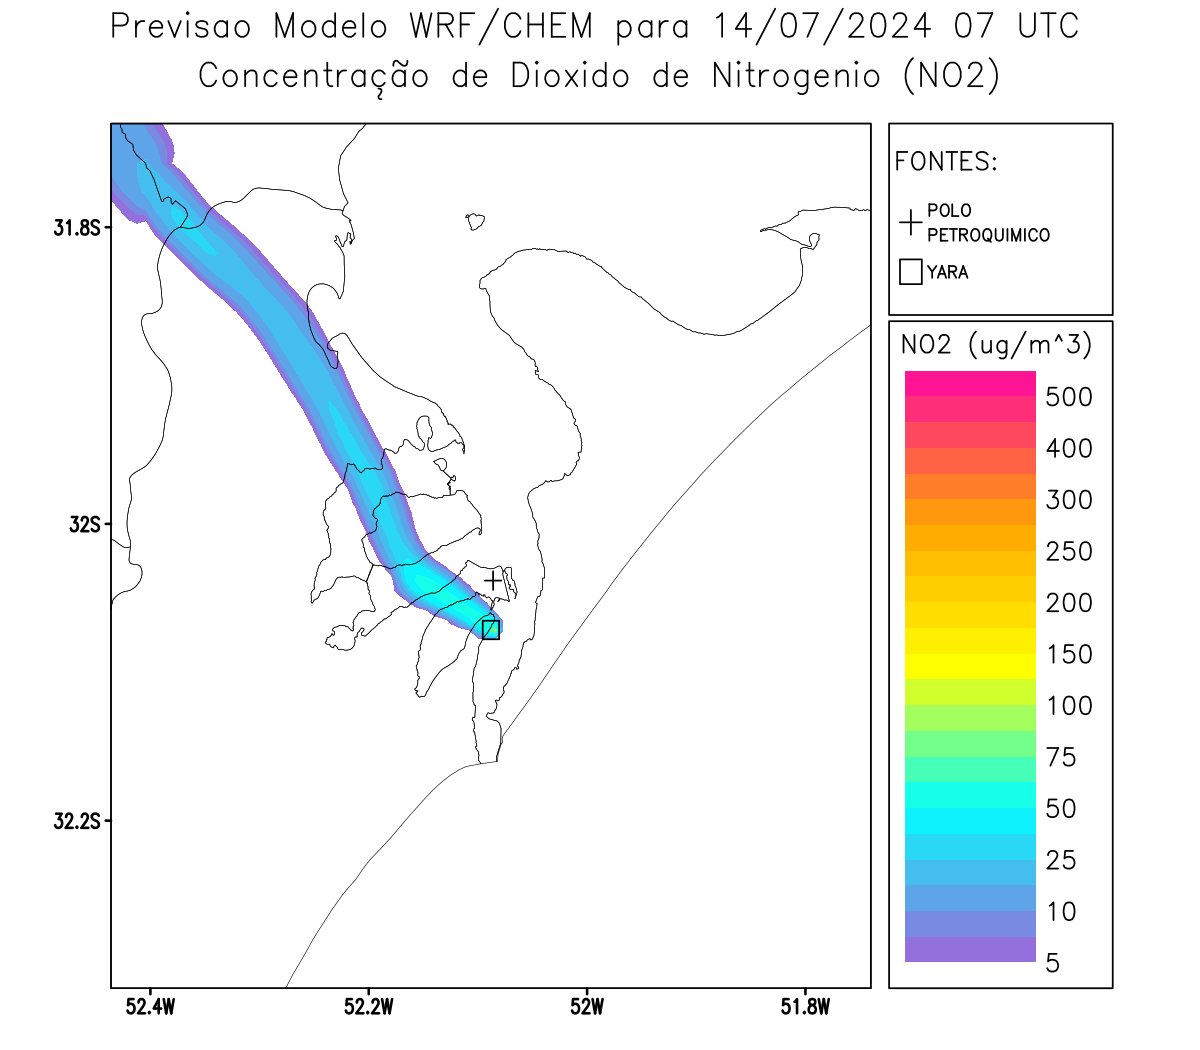 Previsao Modelo WRF/CHEM para 14/07/2024 07 UTC
Concentração de Dioxido de Nitrogenio (NO2)
FONTES:
POLO
PETROQUIMICO
YARA
NO2 (ug/m^3)
500
400
300
250
200
150
100
75
50
25
10
5
31.8S
32S
32.2S
52.4W
52.2W
52W
51.8W